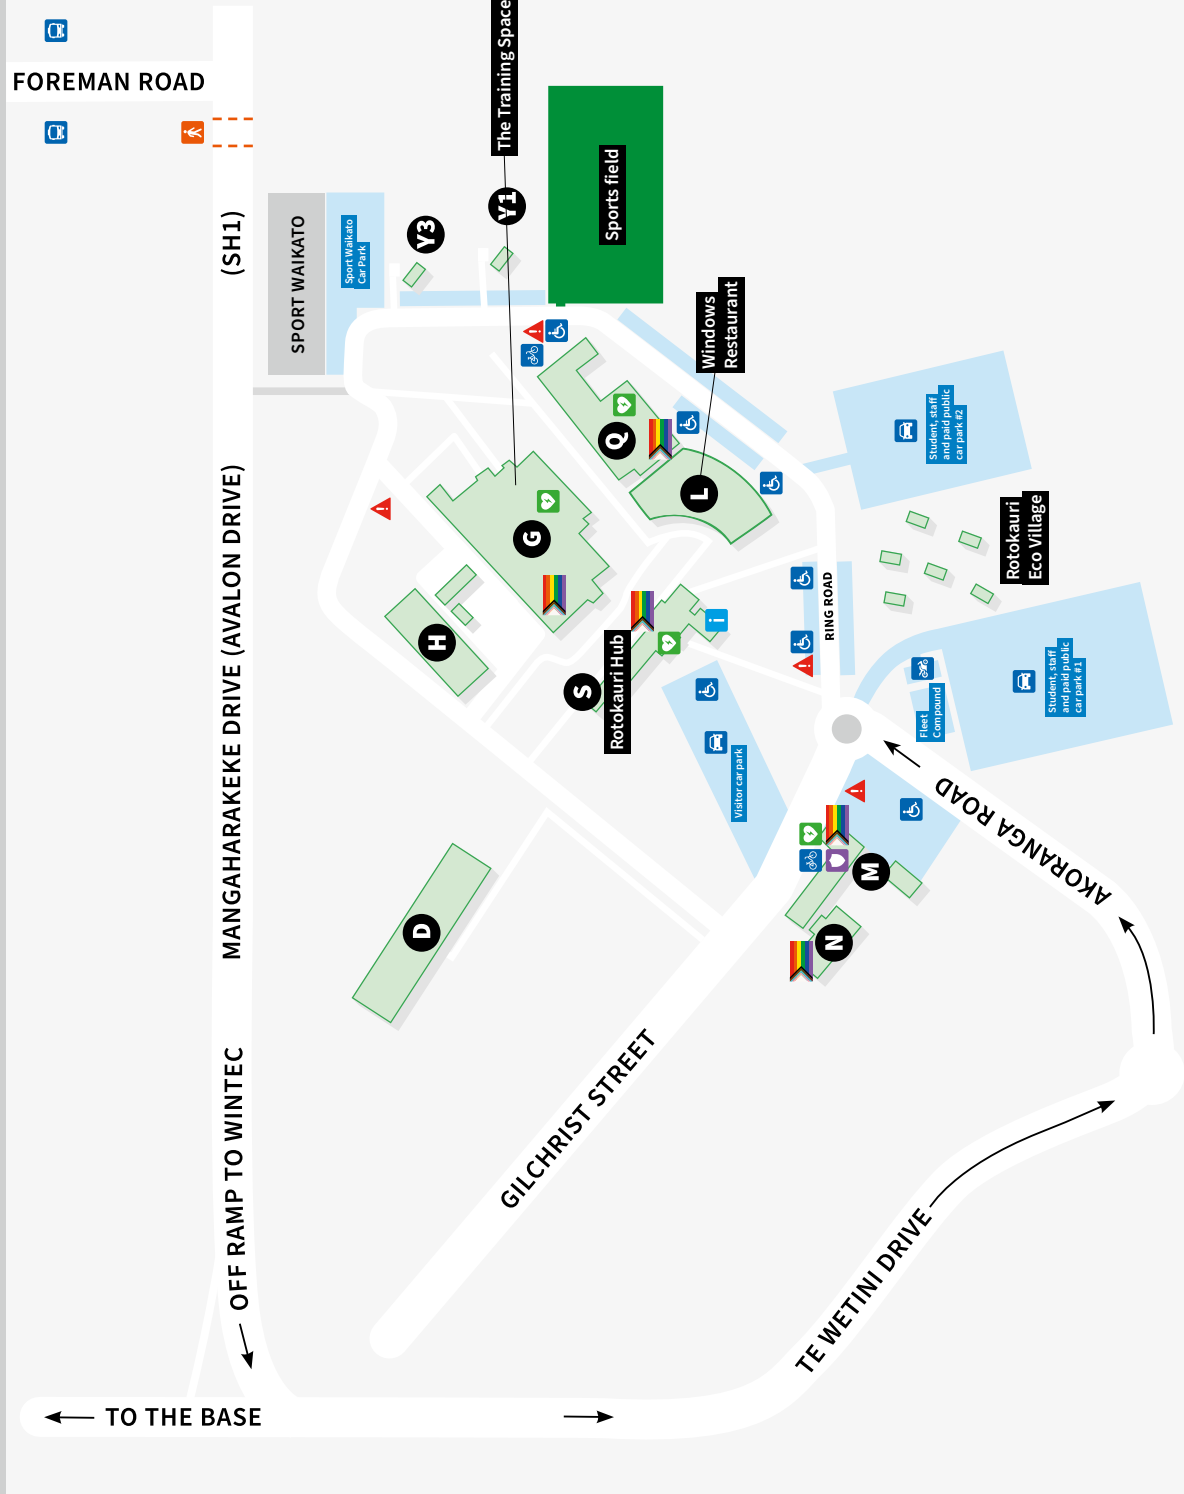 FOREMAN ROAD
The Training Space
Sports field
(SH1)
SPORT WAIKATO
Sport Waikato
Car Park
Y3
Y1
Windows
Restaurant
Q
L
G
H
S
Rotokauri Hub
i
Student, staff
and paid public
car park #2
Rotokauri
Eco Village
RING ROAD
Student, staff
and paid public
car park #1
Fleet
Compound
Visitor car park
MANGAHARAKEKE DRIVE (AVALON DRIVE)
D
M
N
AKORANGA ROAD
GILCHRIST STREET
OFF RAMP TO WINTEC
TE WETINI DRIVE
TO THE BASE